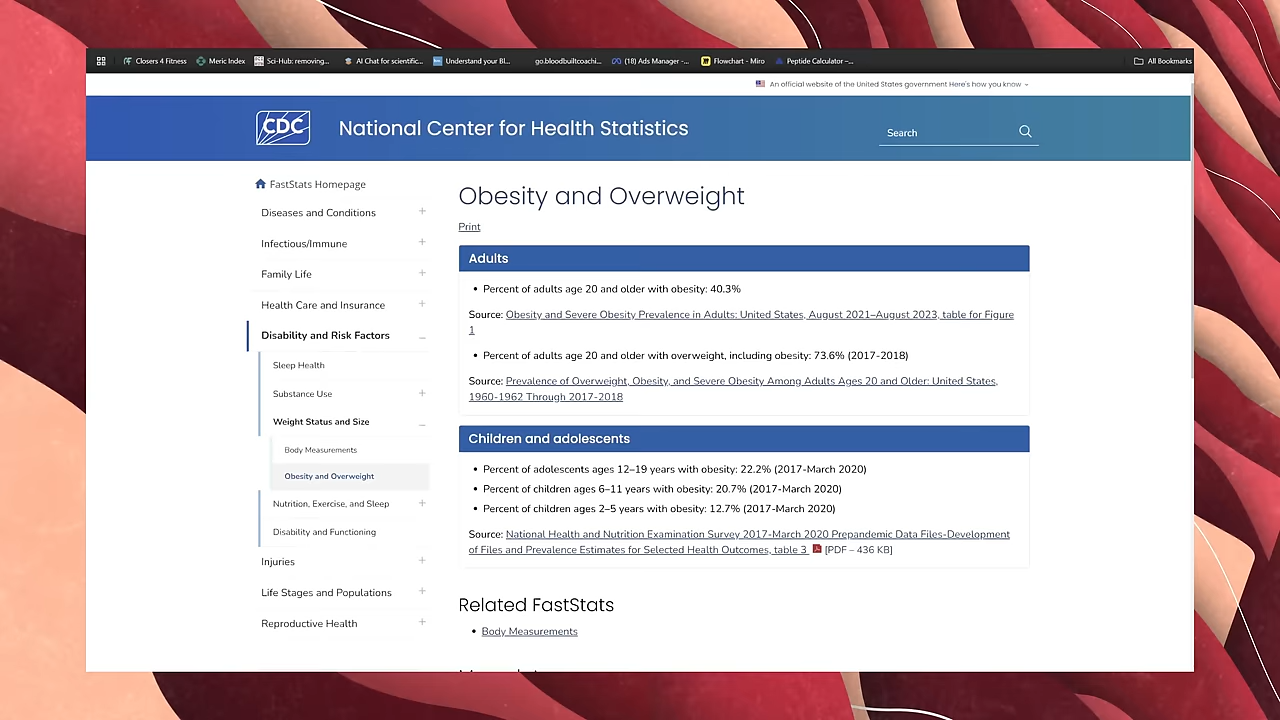 Closers 4 Fitness Meric Index Sci-Hub: removing... AI Chat for scientific... Understand your Bl... go.bloodbuiltcoachi... (18) Ads Manager -... Flowchart - Miro Peptide Calculator –... All Bookmarks
An official website of the United States government Here's how you know
CDC National Center for Health Statistics Search
FastStats Homepage
Diseases and Conditions +
Infectious/Immune +
Family Life +
Health Care and Insurance +
Disability and Risk Factors –
Sleep Health
Substance Use +
Weight Status and Size –
Body Measurements
Obesity and Overweight
Nutrition, Exercise, and Sleep +
Disability and Functioning
Injuries +
Life Stages and Populations +
Reproductive Health +
Obesity and Overweight
Print
Adults
• Percent of adults age 20 and older with obesity: 40.3%
Source: Obesity and Severe Obesity Prevalence in Adults: United States, August 2021–August 2023, table for Figure
1
• Percent of adults age 20 and older with overweight, including obesity: 73.6% (2017-2018)
Source: Prevalence of Overweight, Obesity, and Severe Obesity Among Adults Ages 20 and Older: United States,
1960-1962 Through 2017-2018
Children and adolescents
• Percent of adolescents ages 12–19 years with obesity: 22.2% (2017-March 2020)
• Percent of children ages 6–11 years with obesity: 20.7% (2017-March 2020)
• Percent of children ages 2–5 years with obesity: 12.7% (2017-March 2020)
Source: National Health and Nutrition Examination Survey 2017-March 2020 Prepandemic Data Files-Development
of Files and Prevalence Estimates for Selected Health Outcomes, table 3 [PDF – 436 KB]
Related FastStats
• Body Measurements